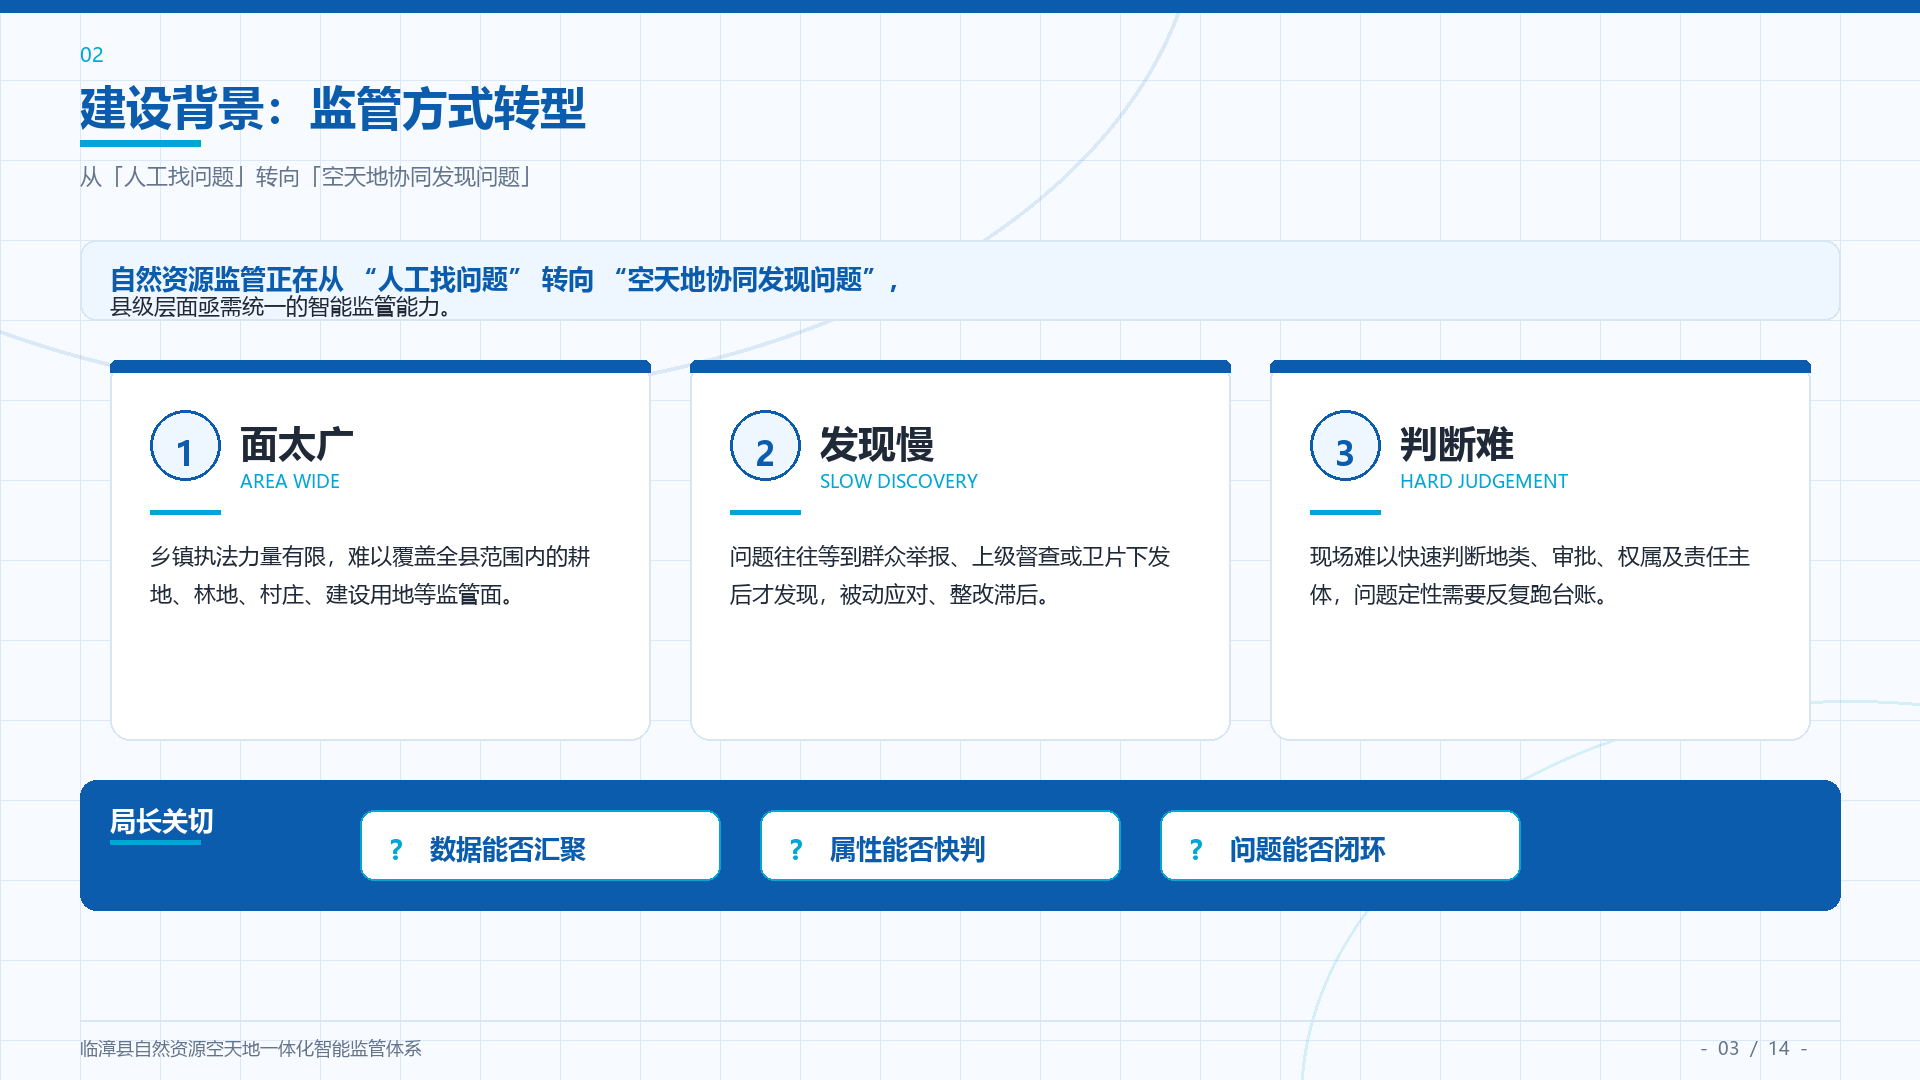 02
建设背景：监管方式转型
从「人工找问题」转向「空天地协同发现问题」
自然资源监管正在从 “人工找问题” 转向 “空天地协同发现问题”，
县级层面亟需统一的智能监管能力。
1
面太广
AREA WIDE
乡镇执法力量有限，难以覆盖全县范围内的耕
地、林地、村庄、建设用地等监管面。
2
发现慢
SLOW DISCOVERY
问题往往等到群众举报、上级督查或卫片下发
后才发现，被动应对、整改滞后。
3
判断难
HARD JUDGEMENT
现场难以快速判断地类、审批、权属及责任主
体，问题定性需要反复跑台账。
局长关切
? 数据能否汇聚
? 属性能否快判
? 问题能否闭环
临漳县自然资源空天地一体化智能监管体系
- 03 / 14 -